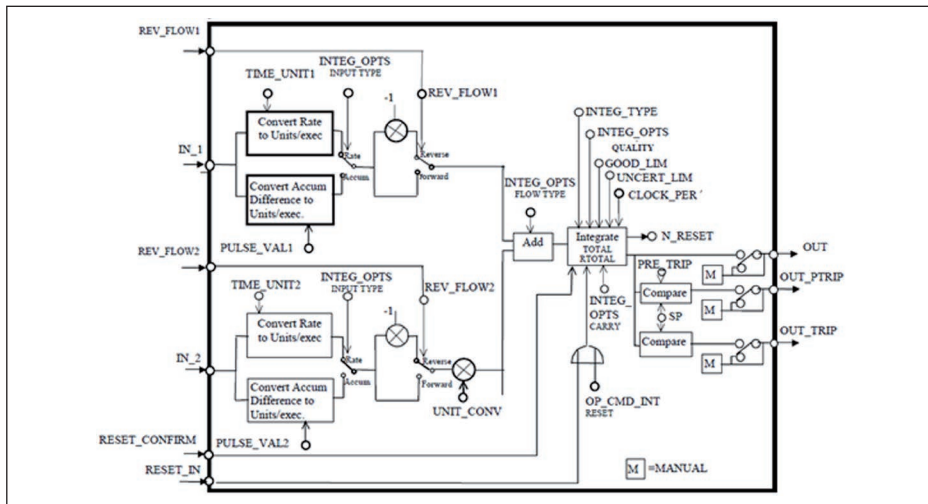 REV_FLOW1
TIME_UNIT1
INTEG_OPTS
INPUT TYPE
-1
REV_FLOW1
Convert Rate
to Units/exec
Rate
Accum
Reverse
forward
IN_1
Convert Accum
Difference to
Units/exec.
PULSE_VAL1
INTEG_TYPE
INTEG_OPTS
QUALITY
GOOD_LIM
UNCERT_LIM
CLOCK_PER
INTEG_OPTS
FLOW TYPE
Add
Integrate
TOTAL
RTOTAL
N_RESET
OUT
M
PRE_TRIP
Compare
OUT_PTRIP
M
SP
Compare
OUT_TRIP
M
INTEG_
OPTS
CARRY
OP_CMD_INT
RESET
REV_FLOW2
TIME_UNIT2
INTEG_OPTS
INPUT TYPE
-1
REV_FLOW2
Convert Rate
to Units/exec
Rate
Accum
Reverse
Forward
IN_2
Convert Accum
Difference to
Units/exec.
UNIT_CONV
PULSE_VAL2
RESET_CONFIRM
RESET_IN
M =MANUAL